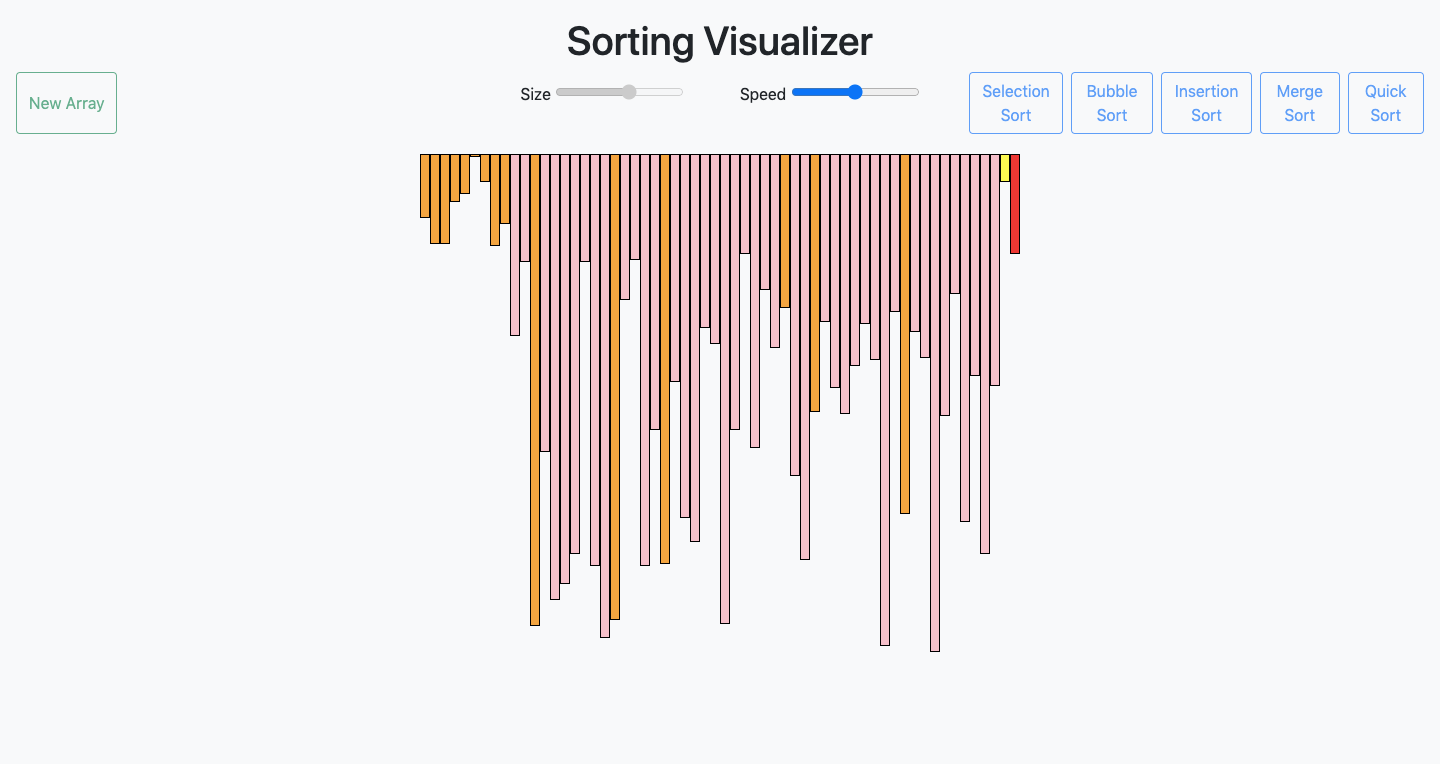 Sorting Visualizer
New Array
Size
Speed
Selection
Sort
Bubble
Sort
Insertion
Sort
Merge
Sort
Quick
Sort